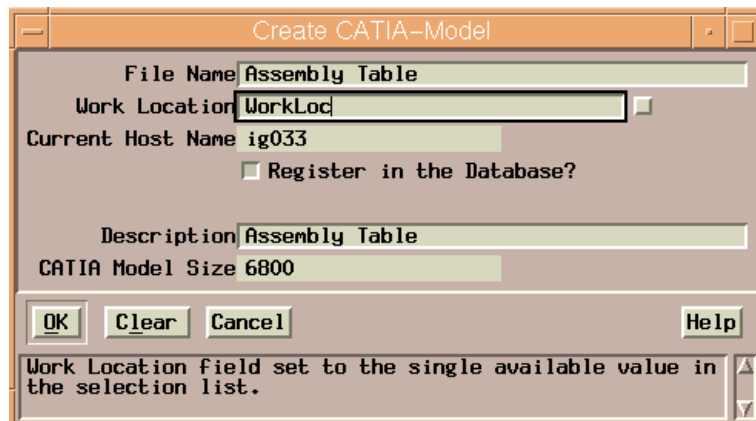 Create CATIA-Model
File Name Assembly Table
Work Location WorkLoc
Current Host Name ig033
Register in the Database?
Description Assembly Table
CATIA Model Size 6800
OK Clear Cancel Help
Work Location field set to the single available value in
the selection list.